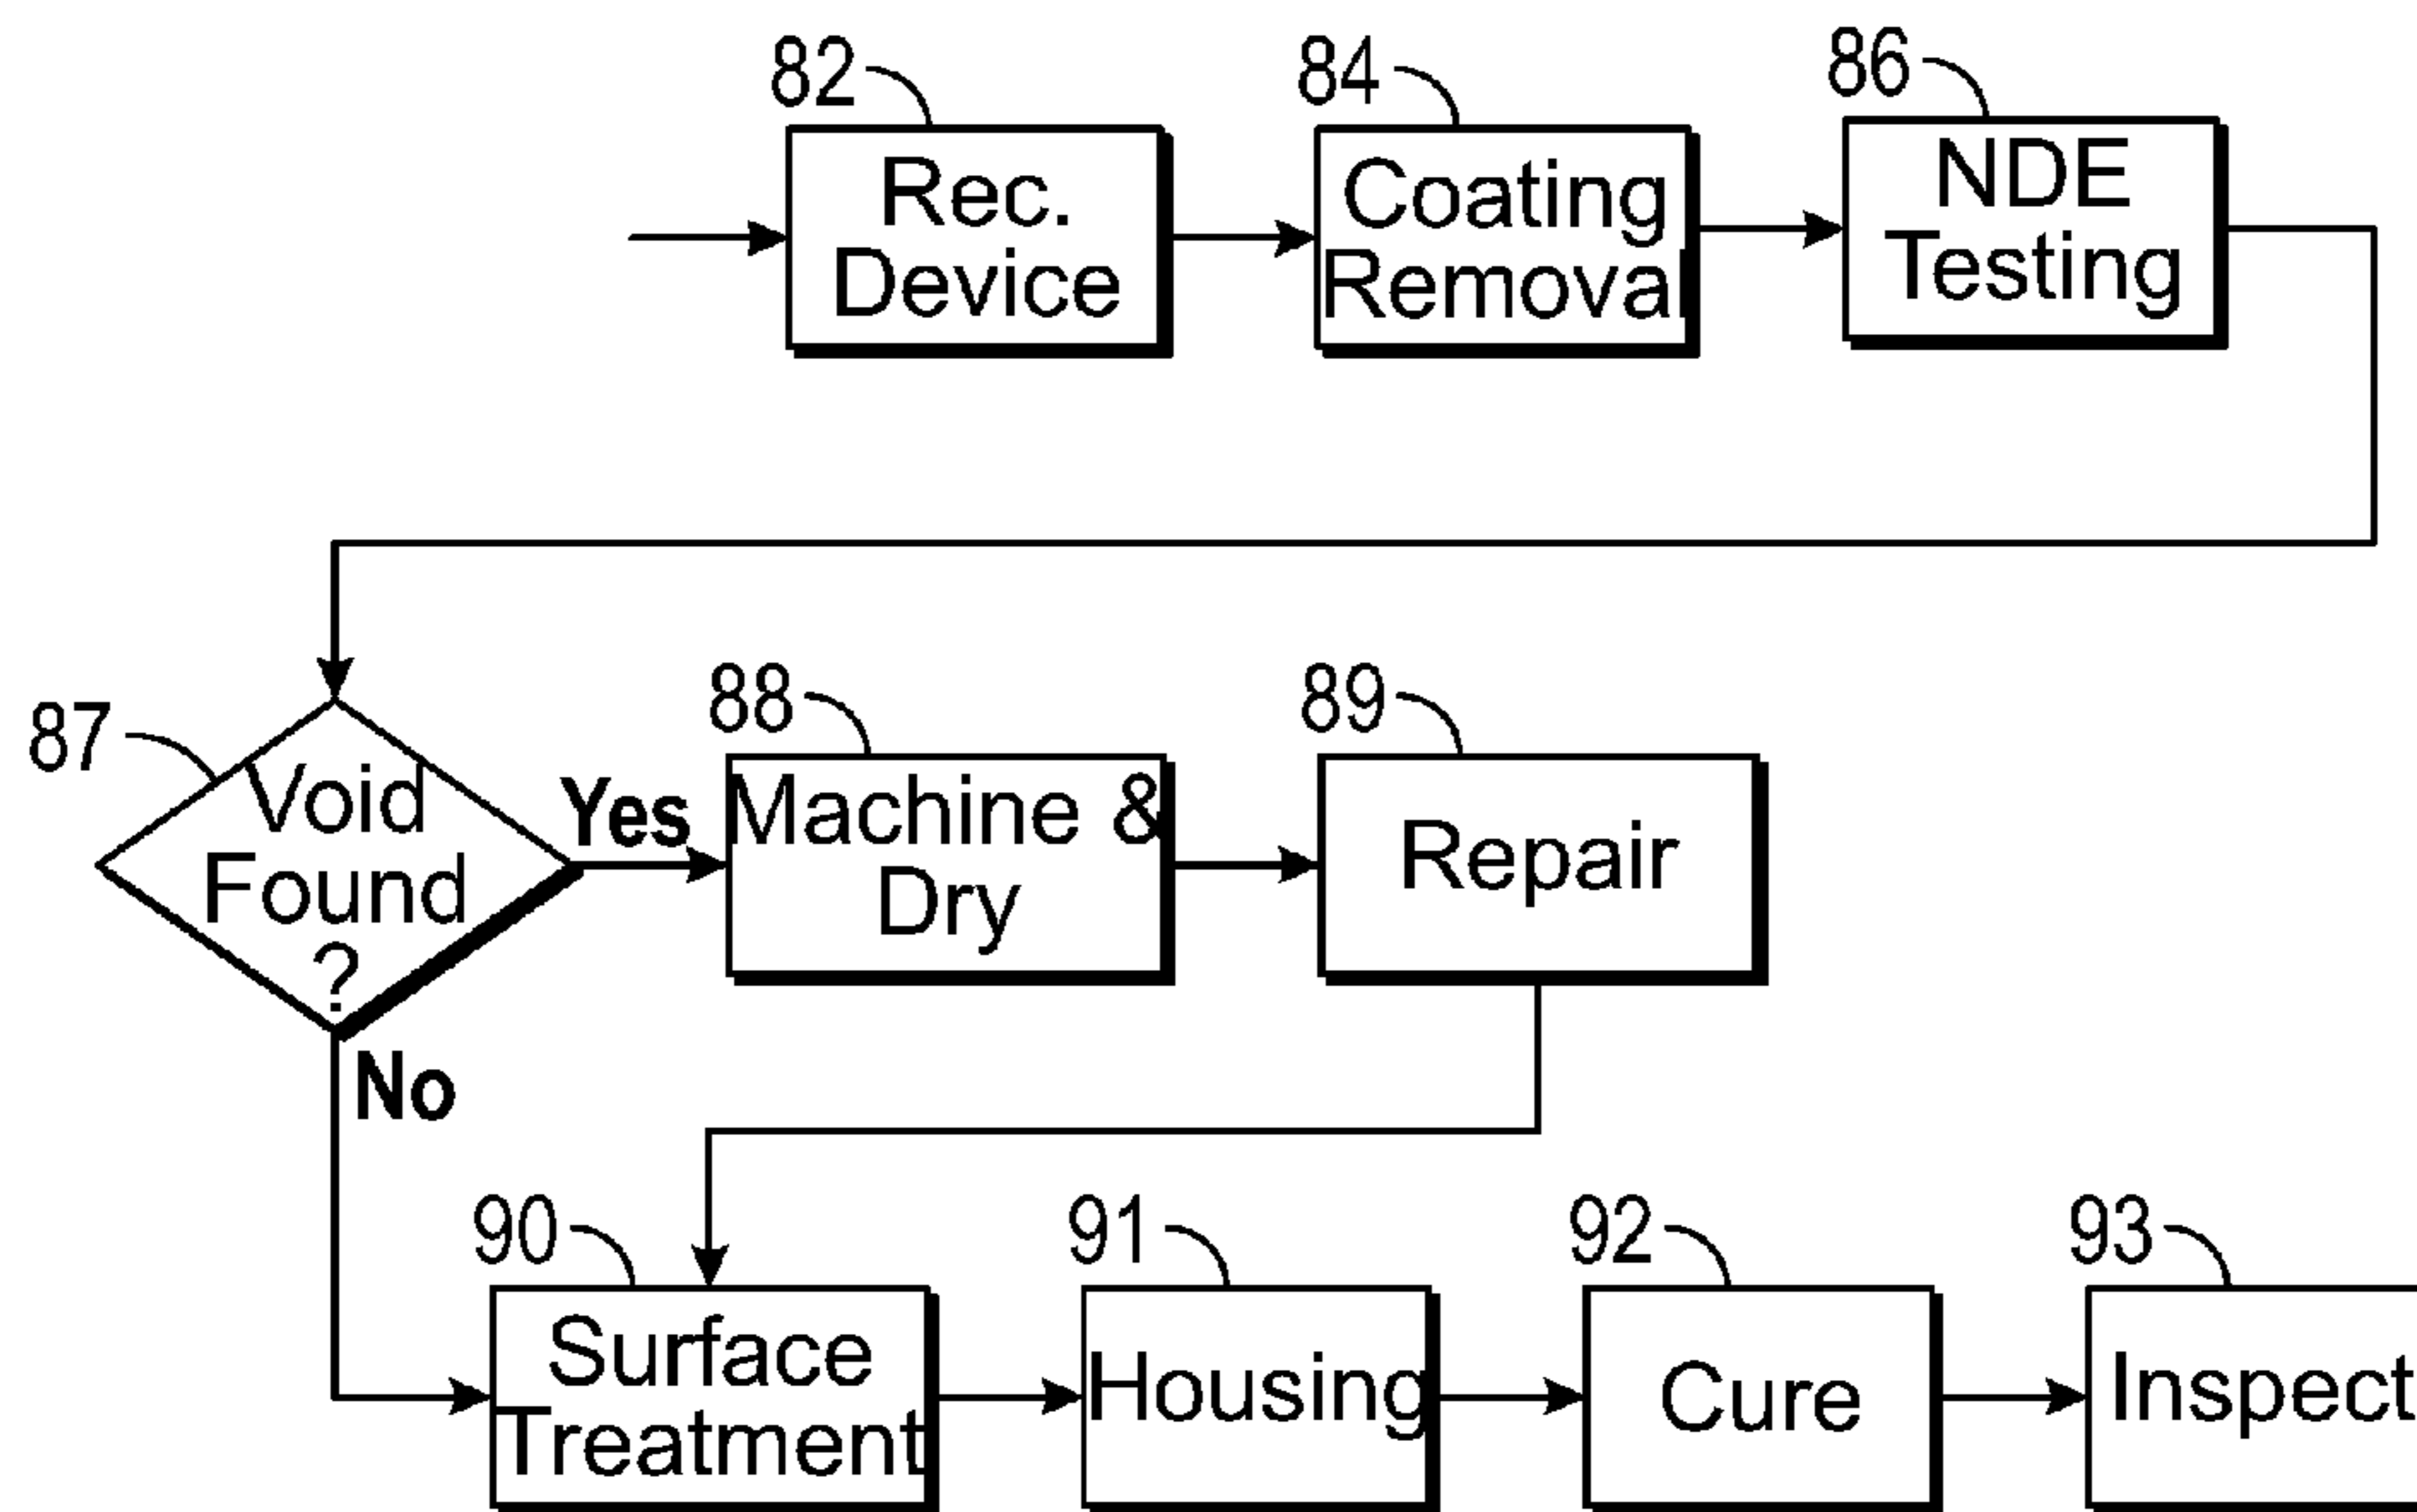 82
84
86
Rec.
Device
Coating
Removal
NDE
Testing
87
88
89
Void
Found
?
Yes
Machine &
Dry
Repair
No
90
91
92
93
Surface
Treatment
Housing
Cure
Inspect